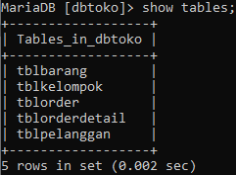 MariaDB [dbtoko]> show tables;
+------------------+
| Tables_in_dbtoko |
+------------------+
| tblbarang        |
| tblkelompok      |
| tblorder         |
| tblorderdetail   |
| tblpelanggan     |
+------------------+
5 rows in set (0.002 sec)